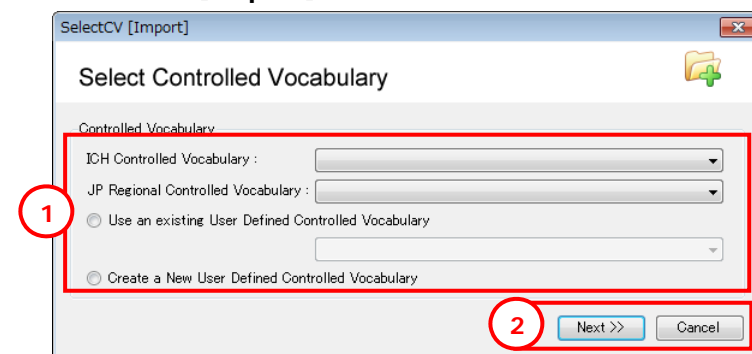 SelectCV [Import]
Select Controlled Vocabulary
Controlled Vocabulary
ICH Controlled Vocabulary :
JP Regional Controlled Vocabulary :
1
Use an existing User Defined Controlled Vocabulary
Create a New User Defined Controlled Vocabulary
2
Next >>
Cancel